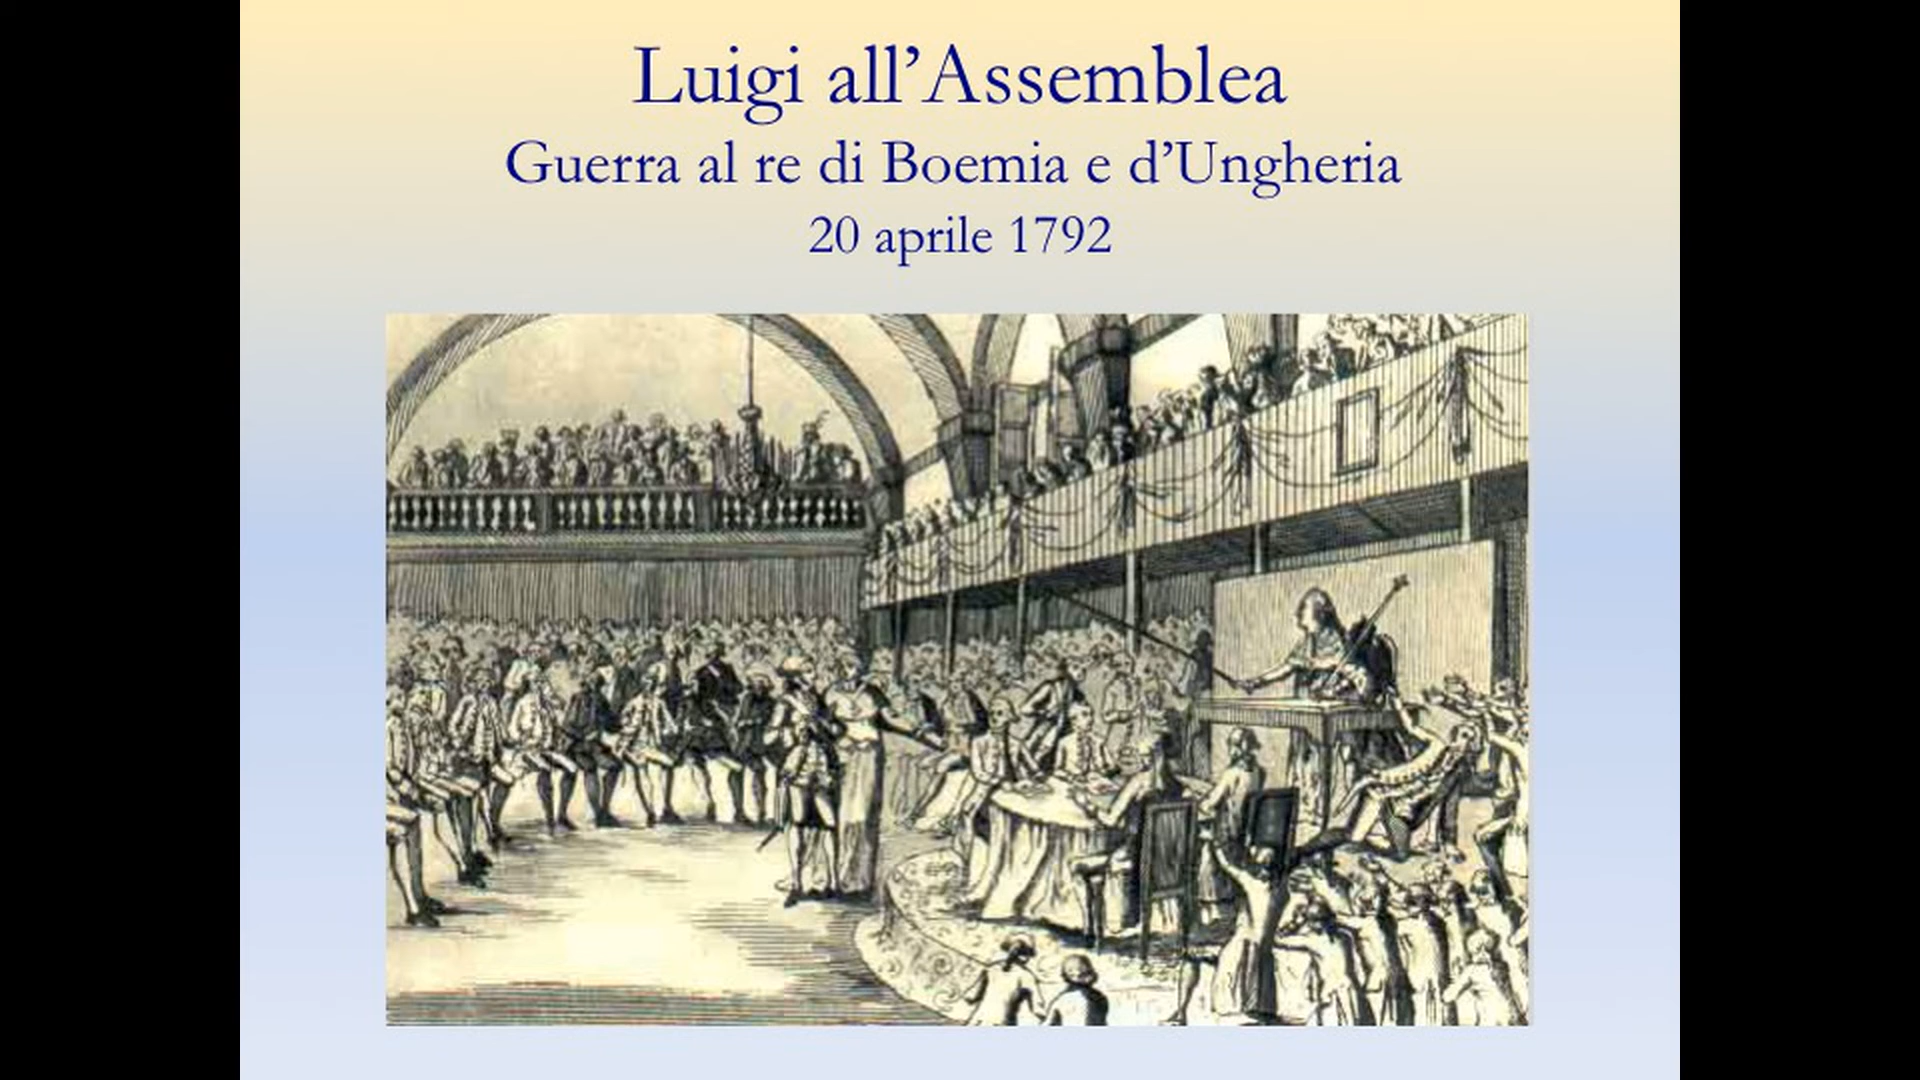 Luigi all’Assemblea
Guerra al re di Boemia e d’Ungheria
20 aprile 1792